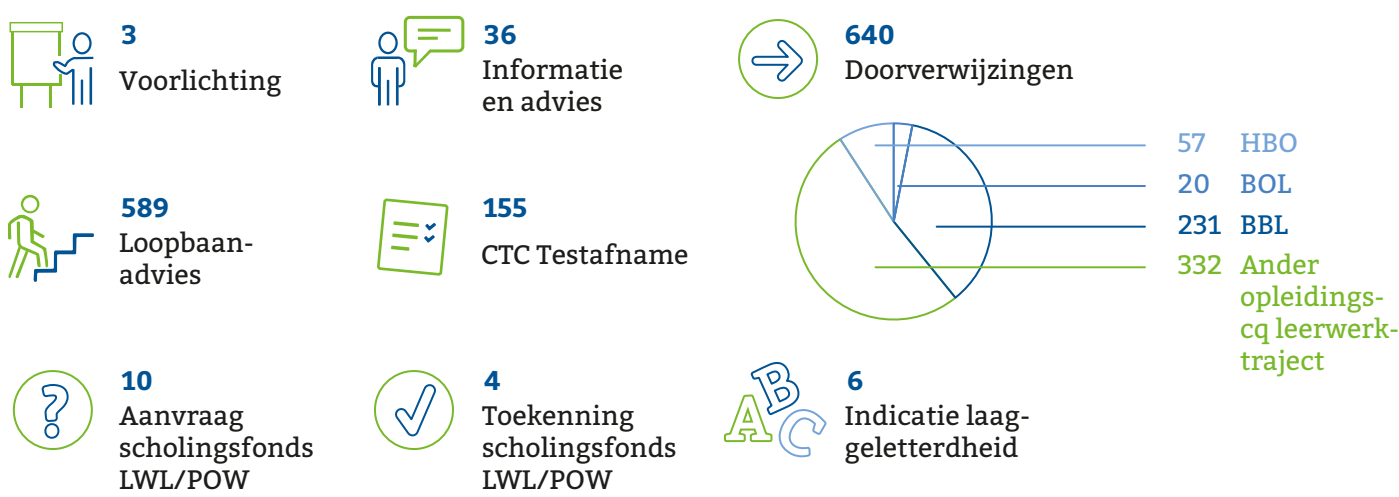 3
Voorlichting
36
Informatie
en advies
640
Doorverwijzingen
57 HBO
20 BOL
231 BBL
332 Ander
opleidings-
cq leerwerk-
traject
589
Loopbaan-
advies
155
CTC Testafname
10
Aanvraag
scholingsfonds
LWL/POW
4
Toekenning
scholingsfonds
LWL/POW
A B C
6
Indicatie laag-
geletterdheid